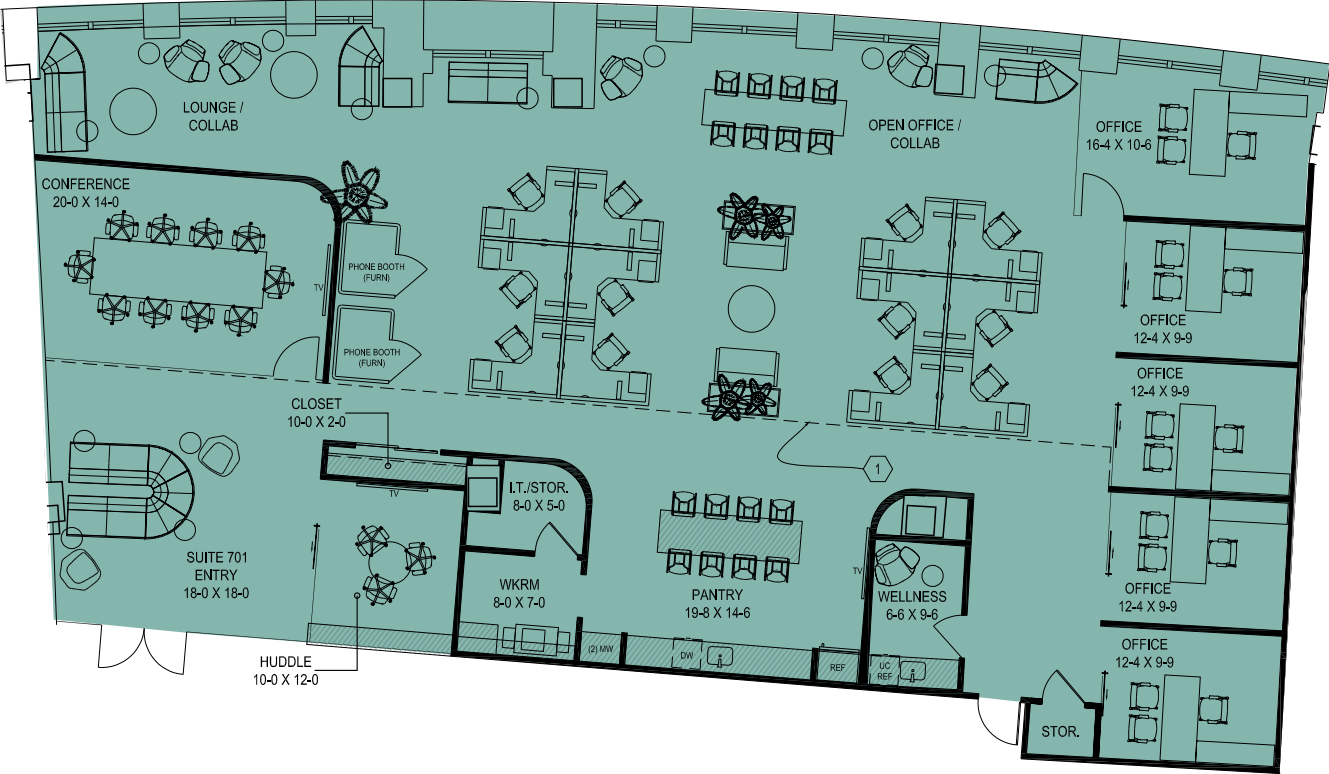 LOUNGE /
COLLAB
OPEN OFFICE /
COLLAB
OFFICE
16-4 X 10-6
CONFERENCE
20-0 X 14-0
TV
PHONE BOOTH
(FURN)
PHONE BOOTH
(FURN)
OFFICE
12-4 X 9-9
OFFICE
12-4 X 9-9
CLOSET
10-0 X 2-0
1
TV
I.T./STOR.
8-0 X 5-0
SUITE 701
ENTRY
18-0 X 18-0
WKRM
8-0 X 7-0
PANTRY
19-8 X 14-6
TV
WELLNESS
6-6 X 9-6
OFFICE
12-4 X 9-9
HUDDLE
10-0 X 12-0
(2) MW
DW
REF
UC
REF
OFFICE
12-4 X 9-9
STOR.